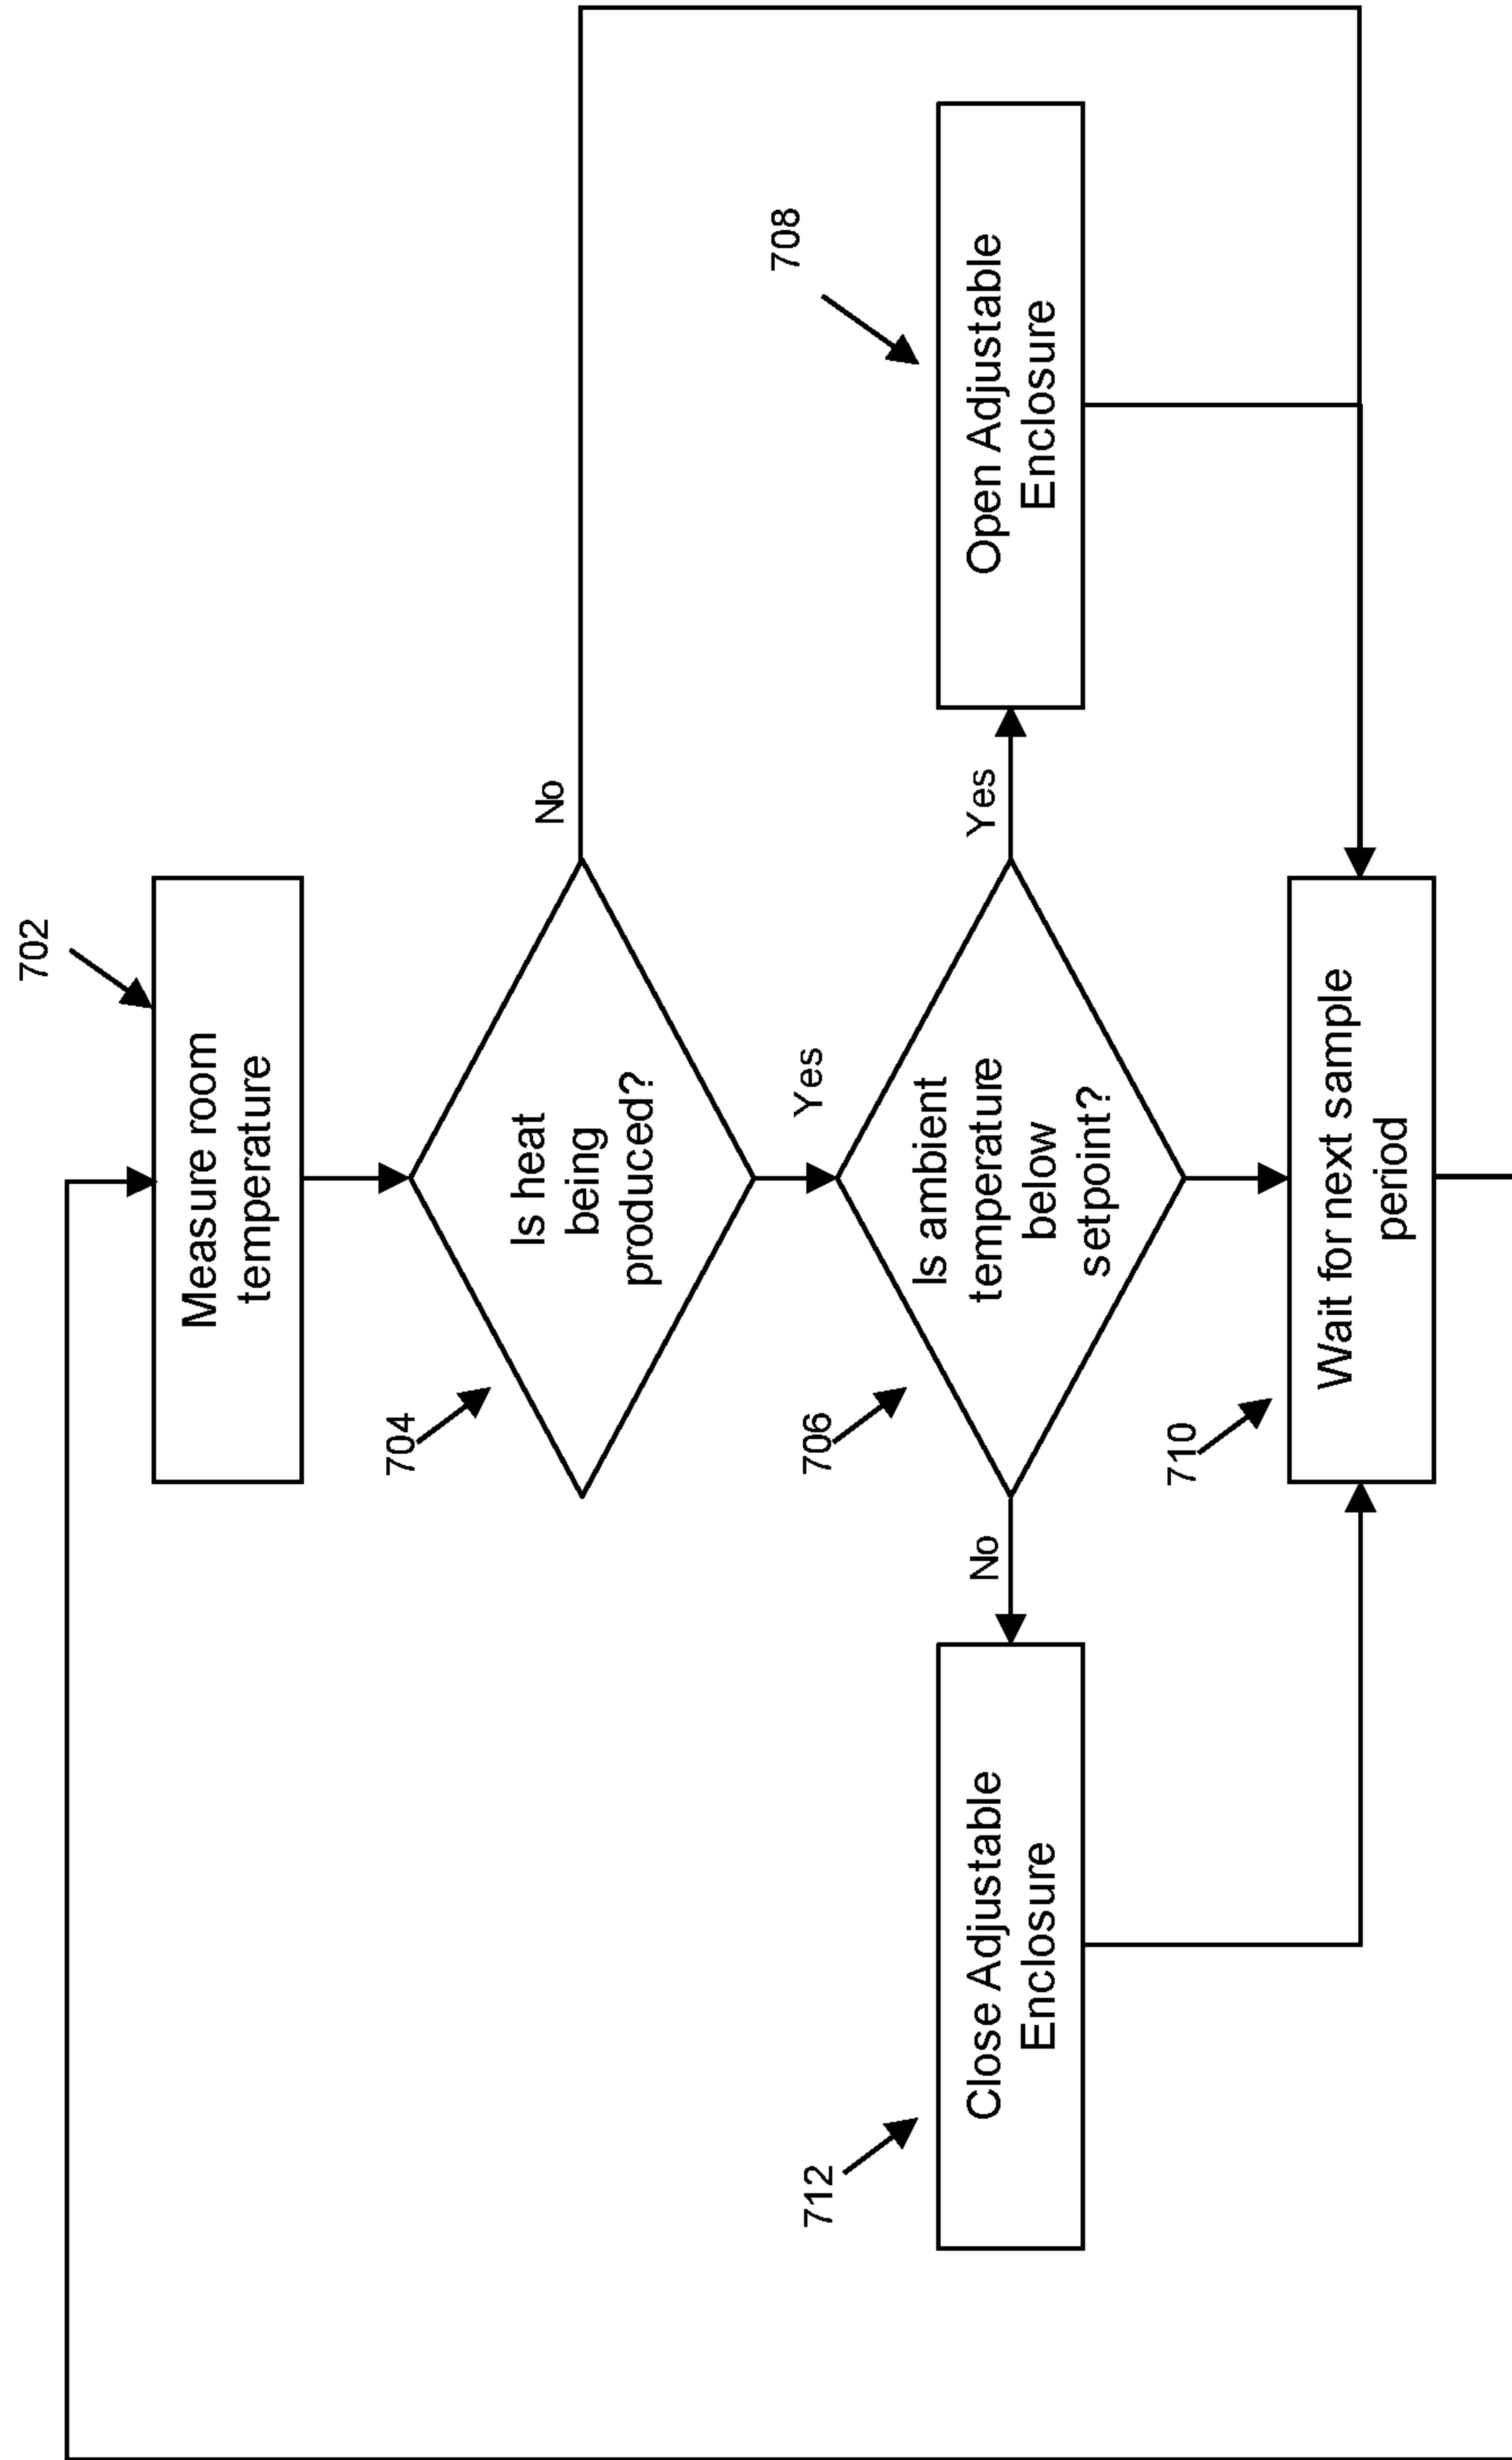 702
Measure room
temperature
704
Is heat
being
produced?
No
Yes
706
Is ambient
temperature
below
setpoint?
Yes
No
708
Open Adjustable
Enclosure
712
Close Adjustable
Enclosure
710
Wait for next sample
period